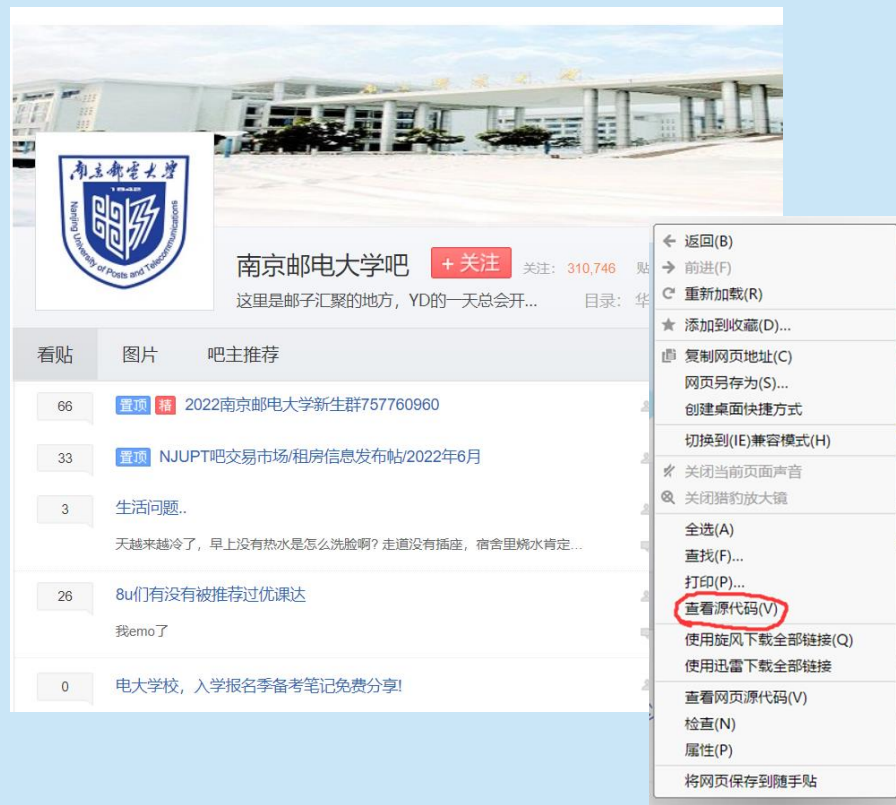 南京邮电大学
1942
Nanjing University of Posts and Telecommunications
南京邮电大学吧
+ 关注
关注： 310,746 贴
这里是邮子汇聚的地方，YD的一天总会开...
目录： 华
看贴 图片 吧主推荐
66 置顶 精 2022南京邮电大学新生群757760960
33 置顶 NJUPT吧交易市场/租房信息发布帖/2022年6月
3 生活问题..
天越来越冷了，早上没有热水是怎么洗脸啊? 走道没有插座，宿舍里烧水肯定...
26 8u们有没有被推荐过优课达
我emo了
0 电大学校，入学报名季备考笔记免费分享!
返回(B)
前进(F)
重新加载(R)
添加到收藏(D)...
复制网页地址(C)
网页另存为(S)...
创建桌面快捷方式
切换到(IE)兼容模式(H)
关闭当前页面声音
关闭猎豹放大镜
全选(A)
查找(F)...
打印(P)...
查看源代码(V)
使用旋风下载全部链接(Q)
使用迅雷下载全部链接
查看网页源代码(V)
检查(N)
属性(P)
将网页保存到随手贴